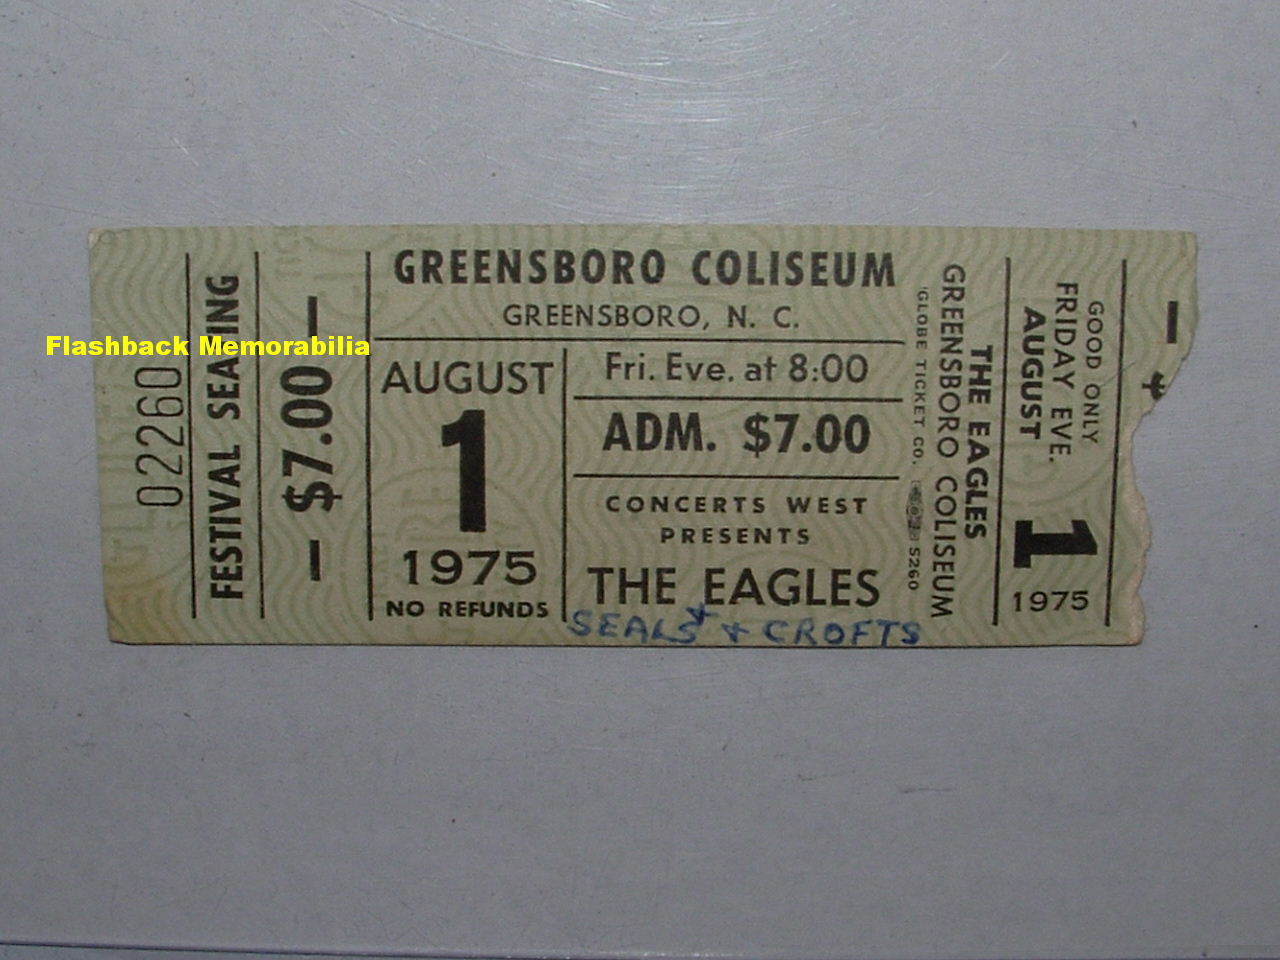 Flashback Memorabilia
02260
FESTIVAL SEATING
— $7.00 —
GREENSBORO COLISEUM
GREENSBORO, N. C.
AUGUST
1
1975
NO REFUNDS
Fri. Eve. at 8:00
ADM. $7.00
CONCERTS WEST
PRESENTS
THE EAGLES
SEALS & CROFTS
GLOBE TICKET CO. S260
GREENSBORO COLISEUM
THE EAGLES
AUGUST
FRIDAY EVE.
GOOD ONLY
1
1975